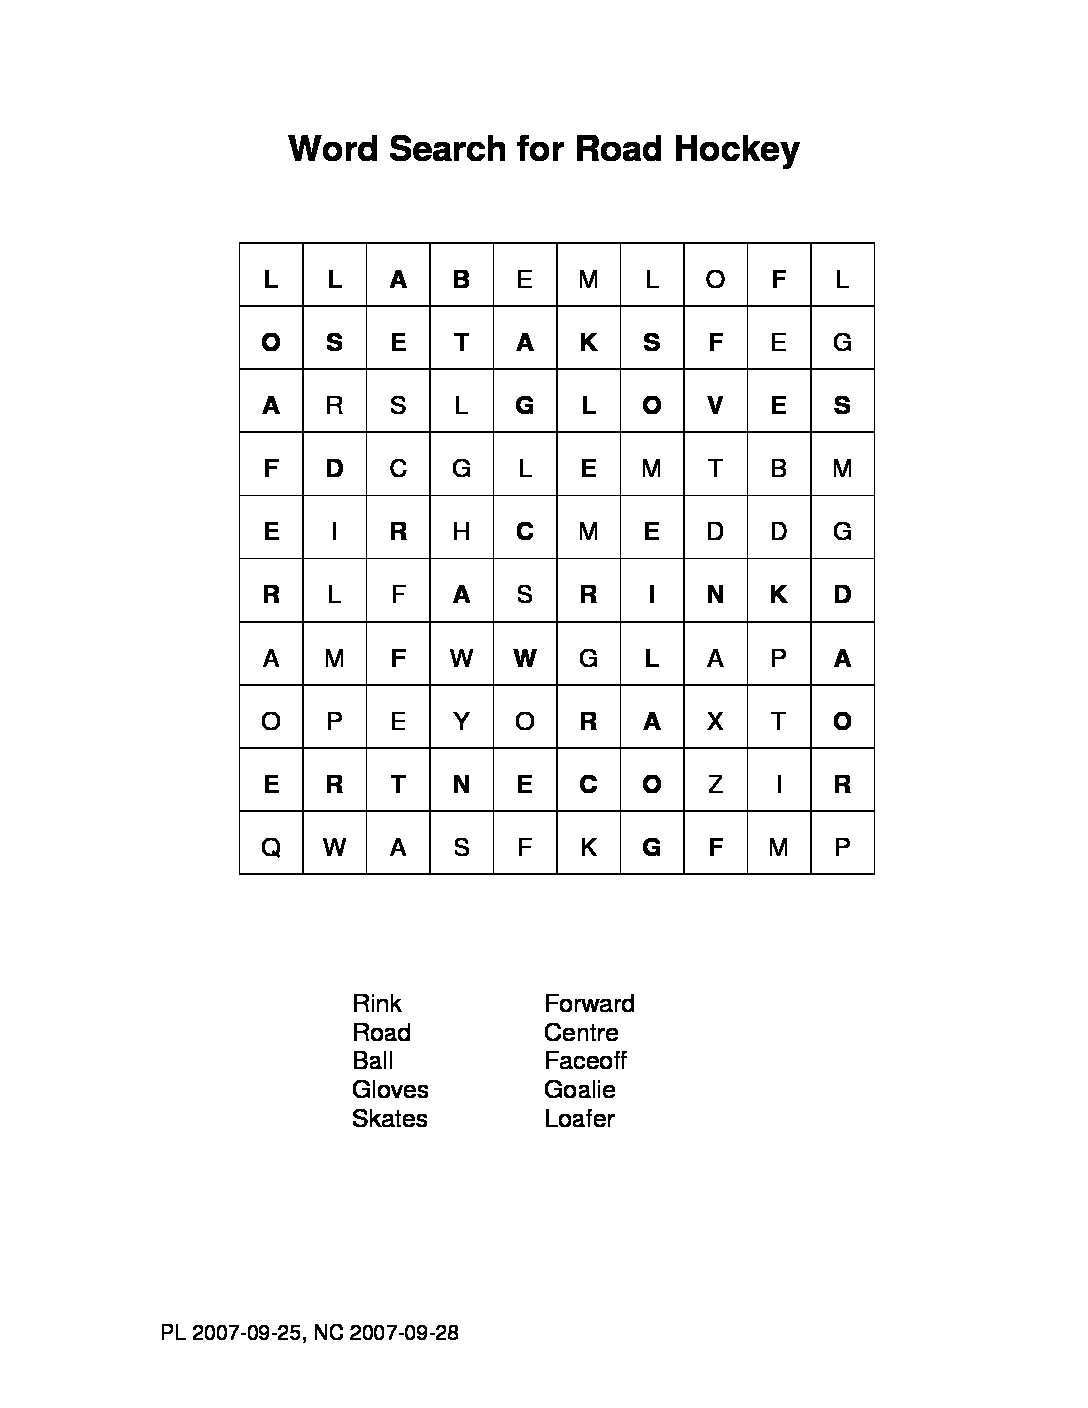 Word Search for Road Hockey
L L A B E M L O F L
O S E T A K S F E G
A R S L G L O V E S
F D C G L E M T B M
E I R H C M E D D G
R L F A S R I N K D
A M F W W G L A P A
O P E Y O R A X T O
E R T N E C O Z I R
Q W A S F K G F M P
Rink Forward
Road Centre
Ball Faceoff
Gloves Goalie
Skates Loafer
PL 2007-09-25, NC 2007-09-28